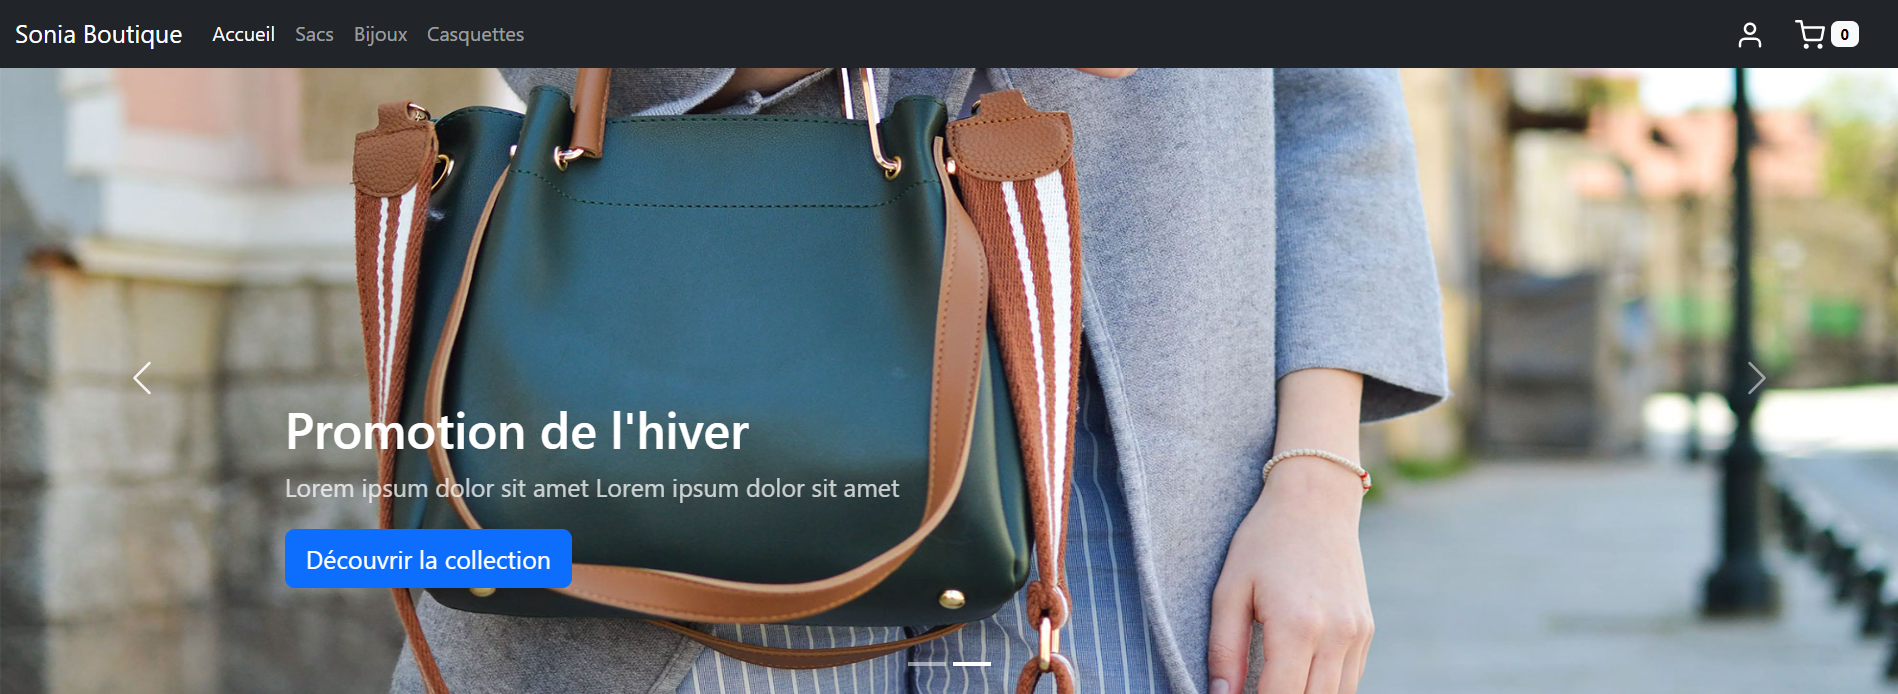 Sonia Boutique Accueil Sacs Bijoux Casquettes 0
Promotion de l'hiver
Lorem ipsum dolor sit amet Lorem ipsum dolor sit amet
Découvrir la collection